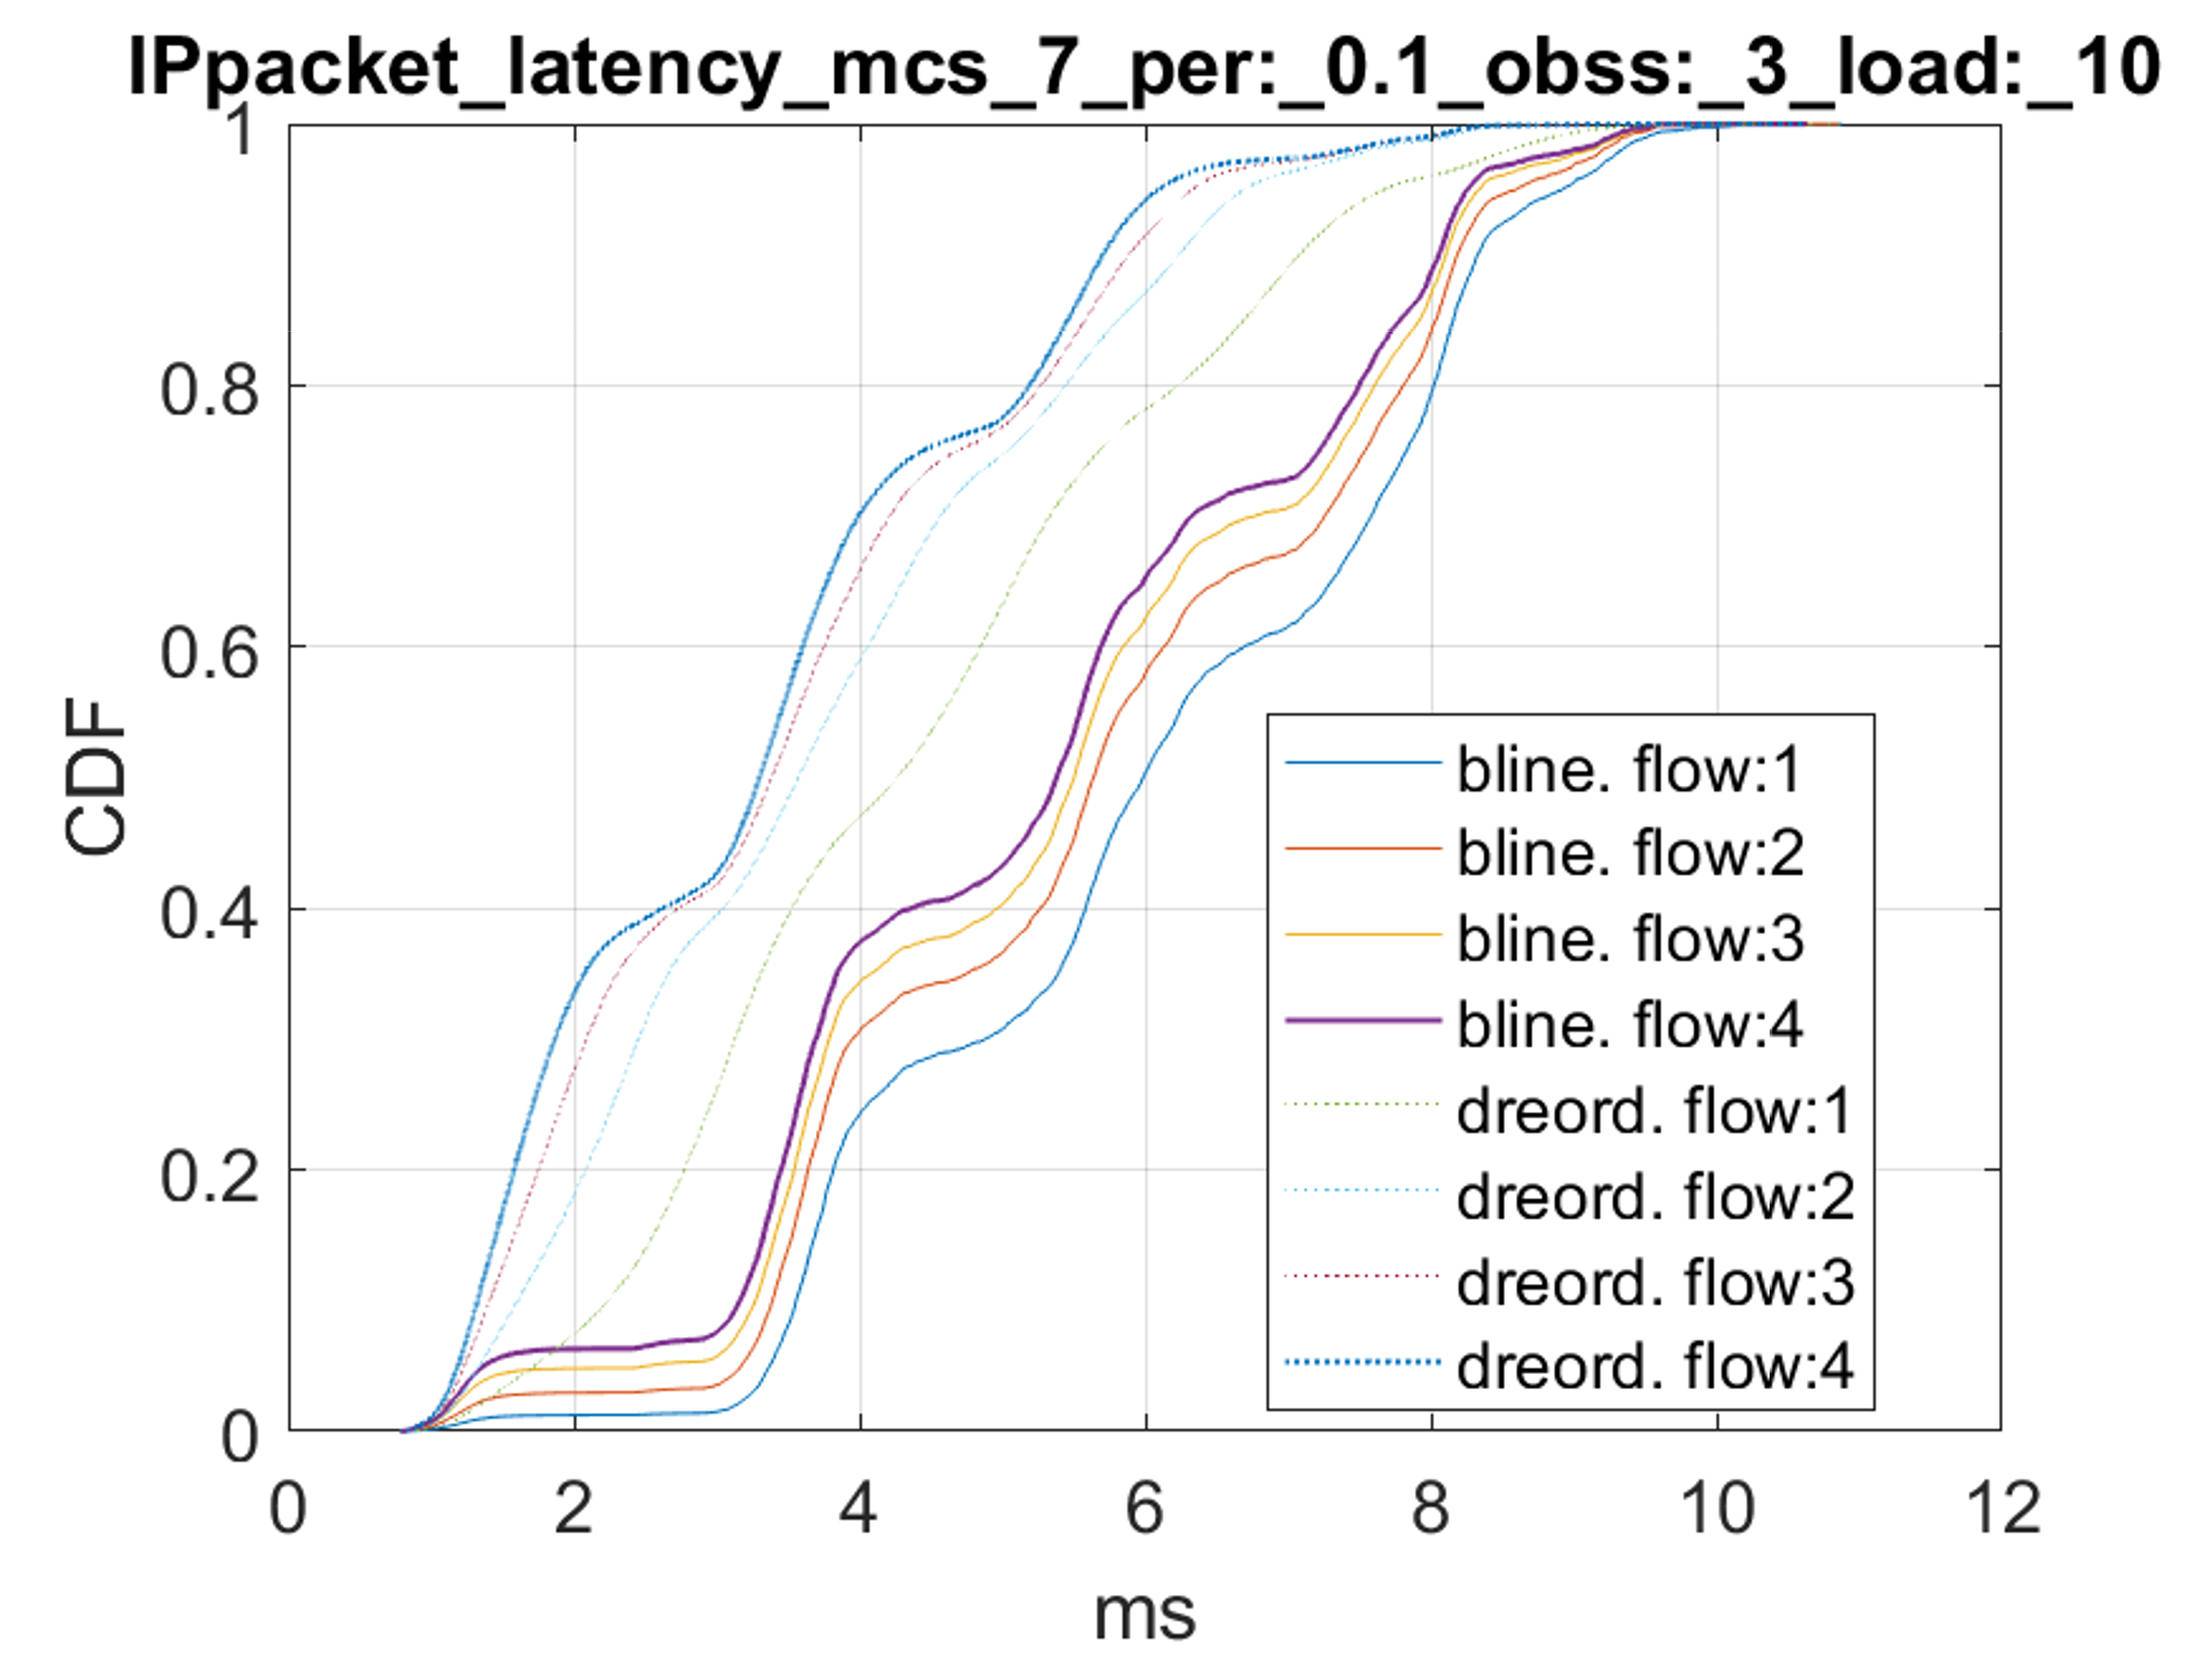 IPpacket_latency_mcs_7_per:_0.1_obss:_3_load:_10
1
0.8
0.6
0.4
0.2
0
CDF
bline. flow:1
bline. flow:2
bline. flow:3
bline. flow:4
dreord. flow:1
dreord. flow:2
dreord. flow:3
dreord. flow:4
0 2 4 6 8 10 12
ms